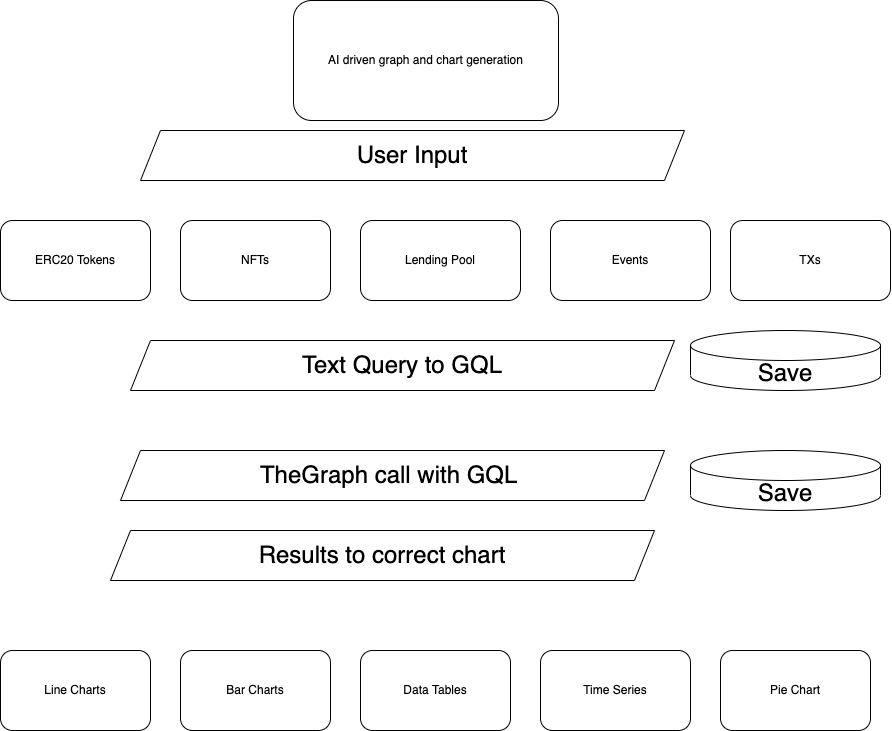 AI driven graph and chart generation
User Input
ERC20 Tokens
NFTs
Lending Pool
Events
TXs
Text Query to GQL
Save
TheGraph call with GQL
Save
Results to correct chart
Line Charts
Bar Charts
Data Tables
Time Series
Pie Chart